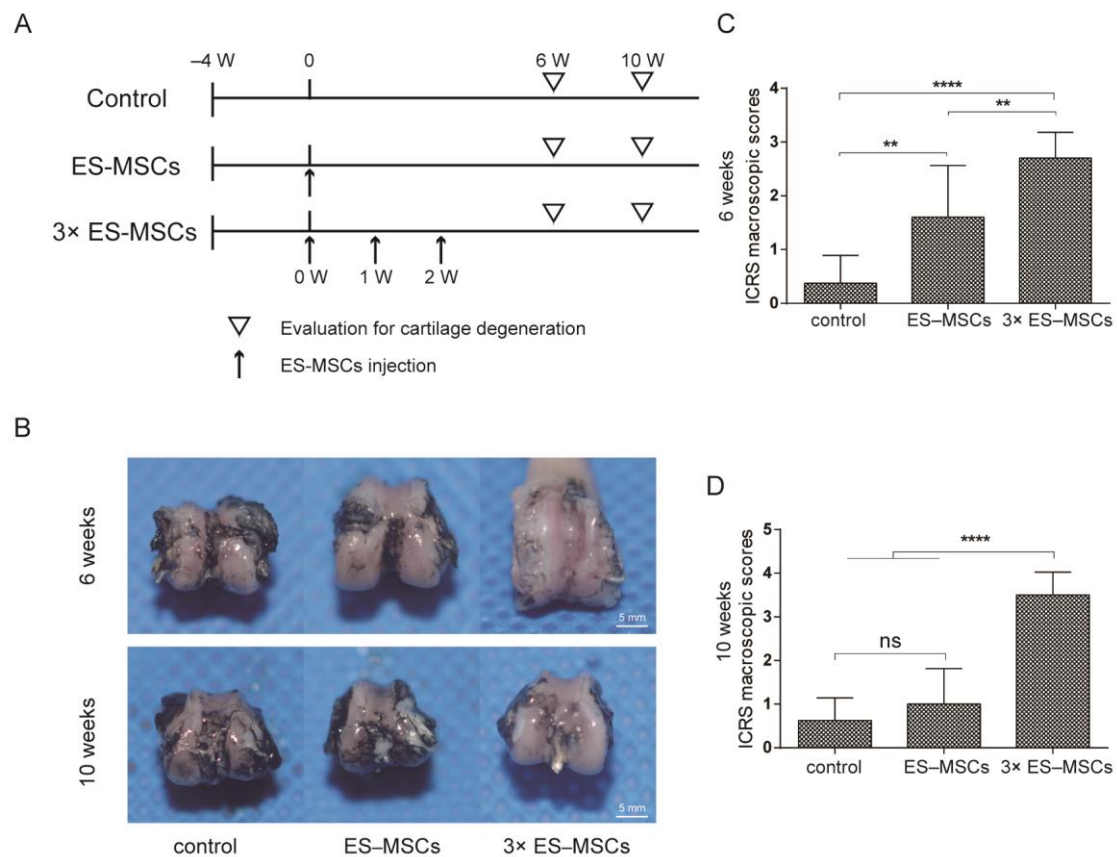 A
–4 W 0 6 W 10 W
Control
ES-MSCs
3× ES-MSCs
0 W 1 W 2 W
Evaluation for cartilage degeneration
ES-MSCs injection
B
6 weeks
5 mm
10 weeks
5 mm
control ES–MSCs 3× ES–MSCs
C
6 weeks
ICRS macroscopic scores
4
3
2
1
0
****
**
**
control ES–MSCs 3× ES–MSCs
D
10 weeks
ICRS macroscopic scores
5
4
3
2
1
0
****
ns
control ES–MSCs 3× ES–MSCs